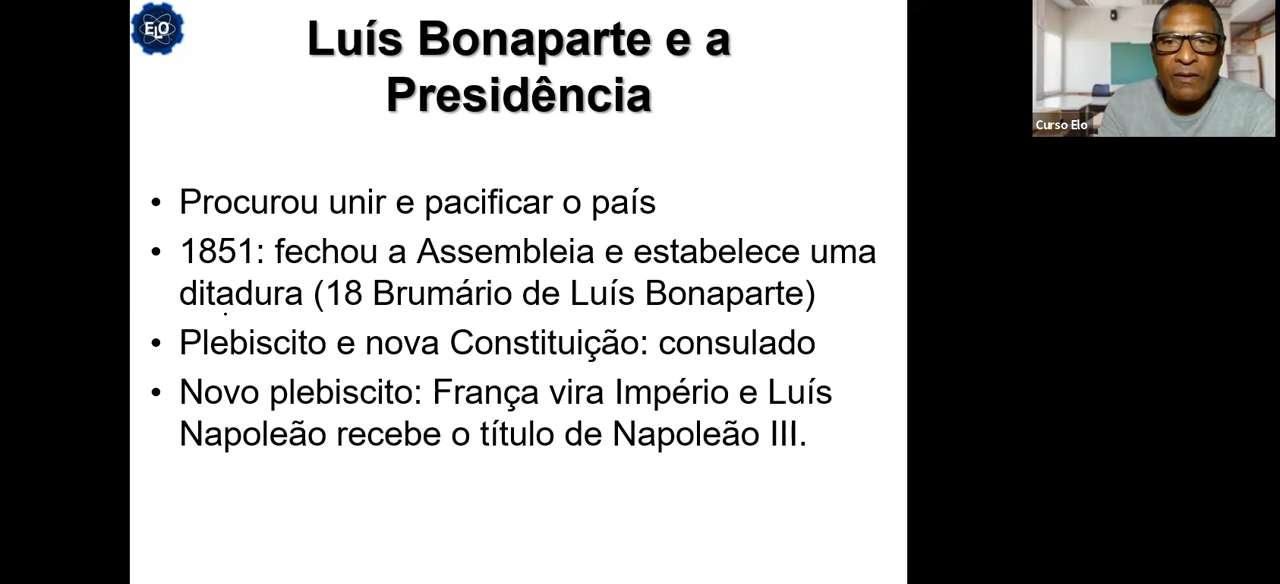 ELO
Luís Bonaparte e a
Presidência
• Procurou unir e pacificar o país
• 1851: fechou a Assembleia e estabelece uma
ditadura (18 Brumário de Luís Bonaparte)
• Plebiscito e nova Constituição: consulado
• Novo plebiscito: França vira Império e Luís
Napoleão recebe o título de Napoleão III.
Curso Elo